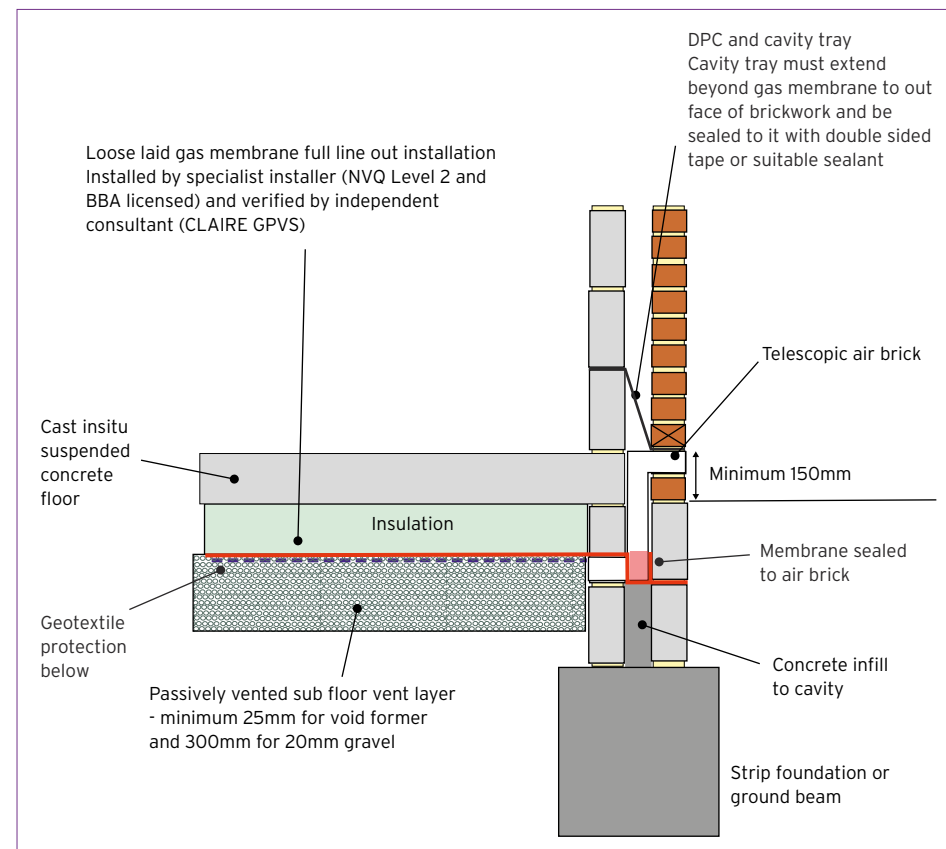 DPC and cavity tray
Cavity tray must extend
beyond gas membrane to out
face of brickwork and be
sealed to it with double sided
tape or suitable sealant
Loose laid gas membrane full line out installation
Installed by specialist installer (NVQ Level 2 and
BBA licensed) and verified by independent
consultant (CLAIRE GPVS)
Telescopic air brick
Cast insitu
suspended
concrete
floor
Minimum 150mm
Insulation
Membrane sealed
to air brick
Geotextile
protection
below
Concrete infill
to cavity
Passively vented sub floor vent layer
- minimum 25mm for void former
and 300mm for 20mm gravel
Strip foundation or
ground beam